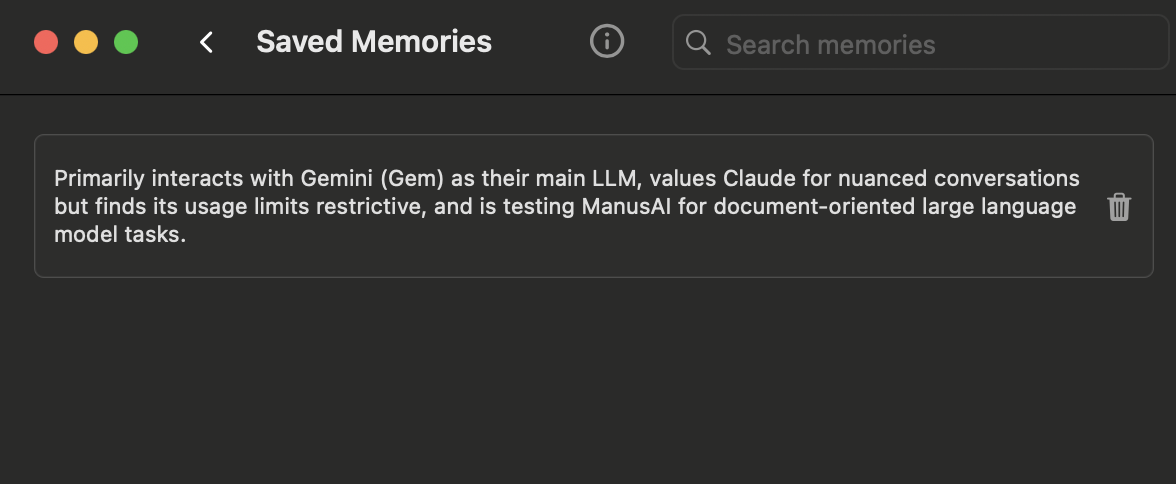 Saved Memories
Search memories
Primarily interacts with Gemini (Gem) as their main LLM, values Claude for nuanced conversations
but finds its usage limits restrictive, and is testing ManusAI for document-oriented large language
model tasks.